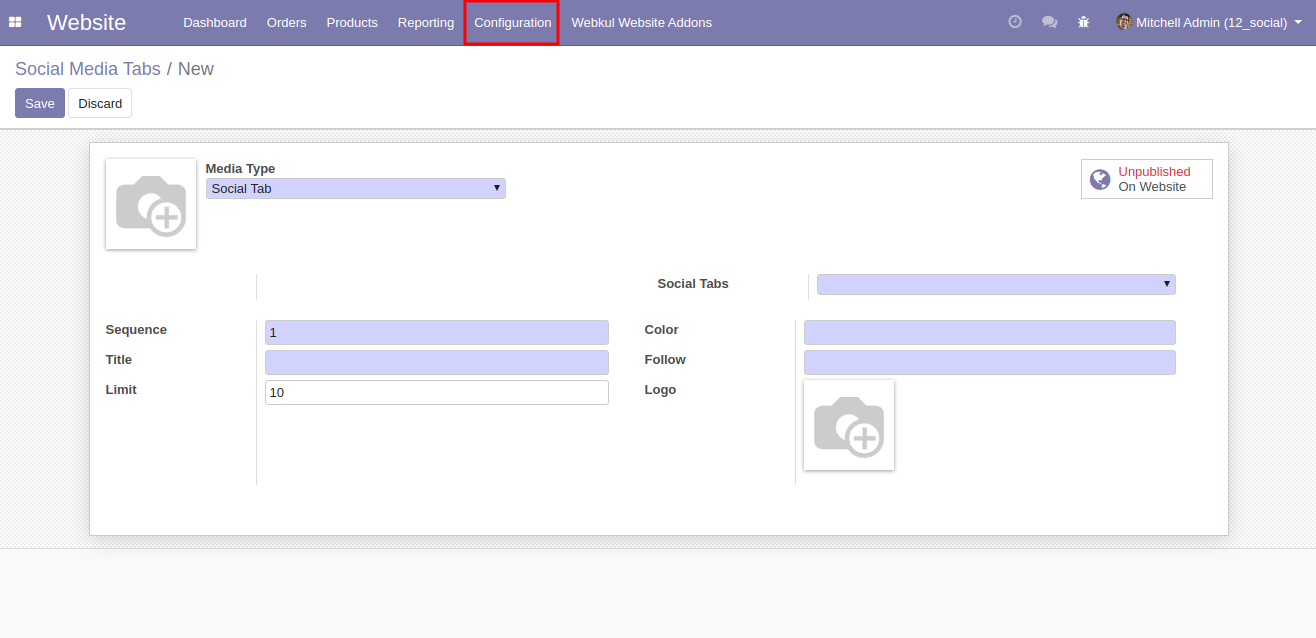 Website Dashboard Orders Products Reporting Configuration Webkul Website Addons Mitchell Admin (12_social)
Social Media Tabs / New
Save Discard
Media Type
Social Tab
Unpublished
On Website
Social Tabs
Sequence 1 Color
Title Follow
Limit 10 Logo